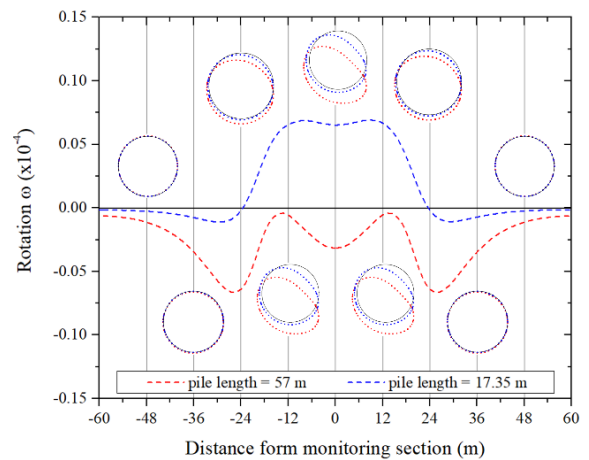 0.15
0.10
0.05
0.00
-0.05
-0.10
-0.15
Rotation ω (x10⁻⁴)
pile length = 57 m pile length = 17.35 m
-60 -48 -36 -24 -12 0 12 24 36 48 60
Distance form monitoring section (m)